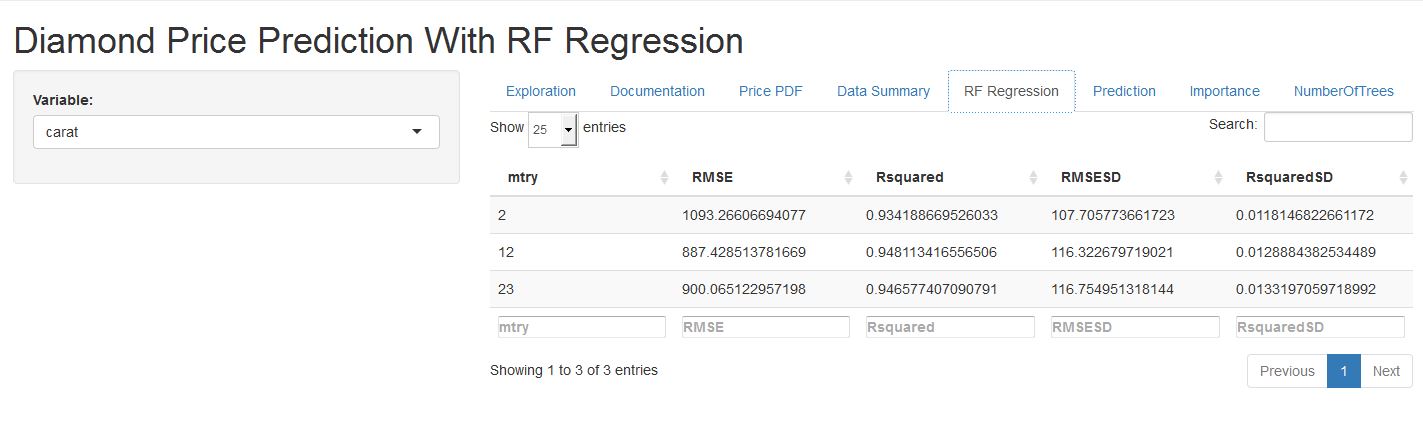 Diamond Price Prediction With RF Regression
Variable:
carat
Exploration Documentation Price PDF Data Summary RF Regression Prediction Importance NumberOfTrees
Show 25 entries Search:
mtry RMSE Rsquared RMSESD RsquaredSD
2 1093.26606694077 0.934188669526033 107.705773661723 0.0118146822661172
12 887.428513781669 0.948113416556506 116.322679719021 0.0128884382534489
23 900.065122957198 0.946577407090791 116.754951318144 0.0133197059718992
mtry RMSE Rsquared RMSESD RsquaredSD
Showing 1 to 3 of 3 entries Previous 1 Next